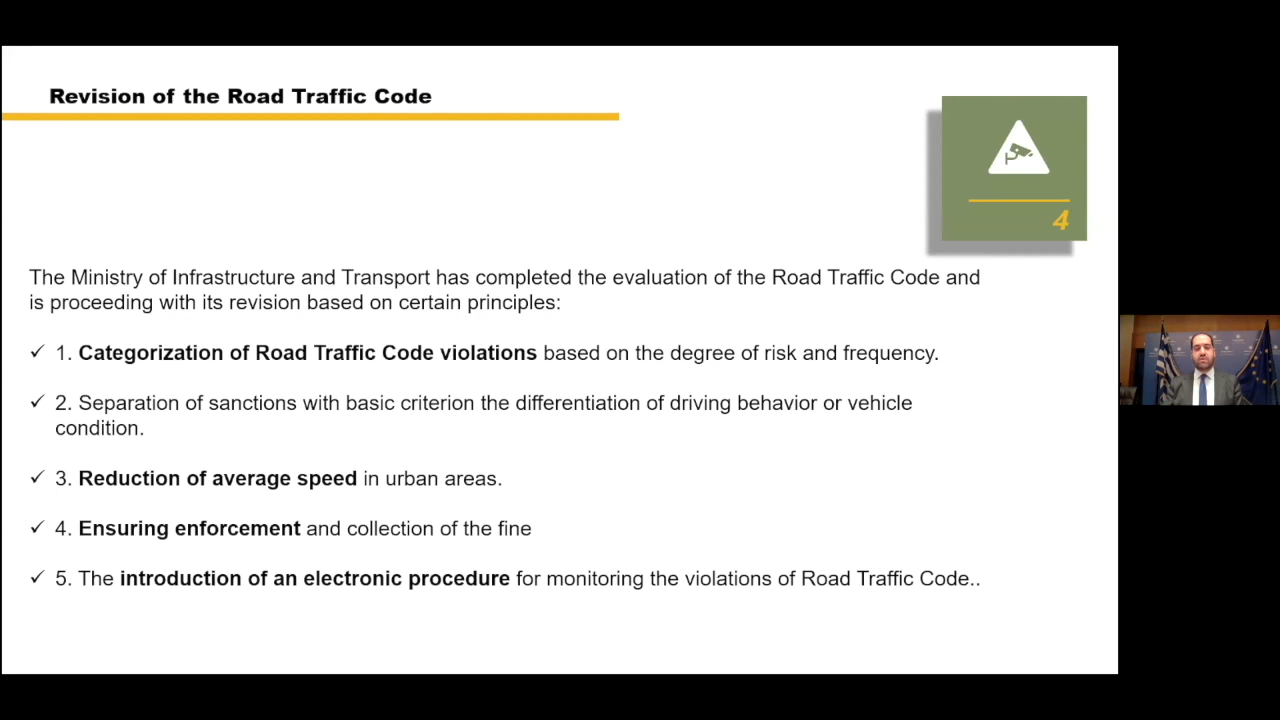 Revision of the Road Traffic Code
4
The Ministry of Infrastructure and Transport has completed the evaluation of the Road Traffic Code and
is proceeding with its revision based on certain principles:
✓ 1. Categorization of Road Traffic Code violations based on the degree of risk and frequency.
✓ 2. Separation of sanctions with basic criterion the differentiation of driving behavior or vehicle
condition.
✓ 3. Reduction of average speed in urban areas.
✓ 4. Ensuring enforcement and collection of the fine
✓ 5. The introduction of an electronic procedure for monitoring the violations of Road Traffic Code..